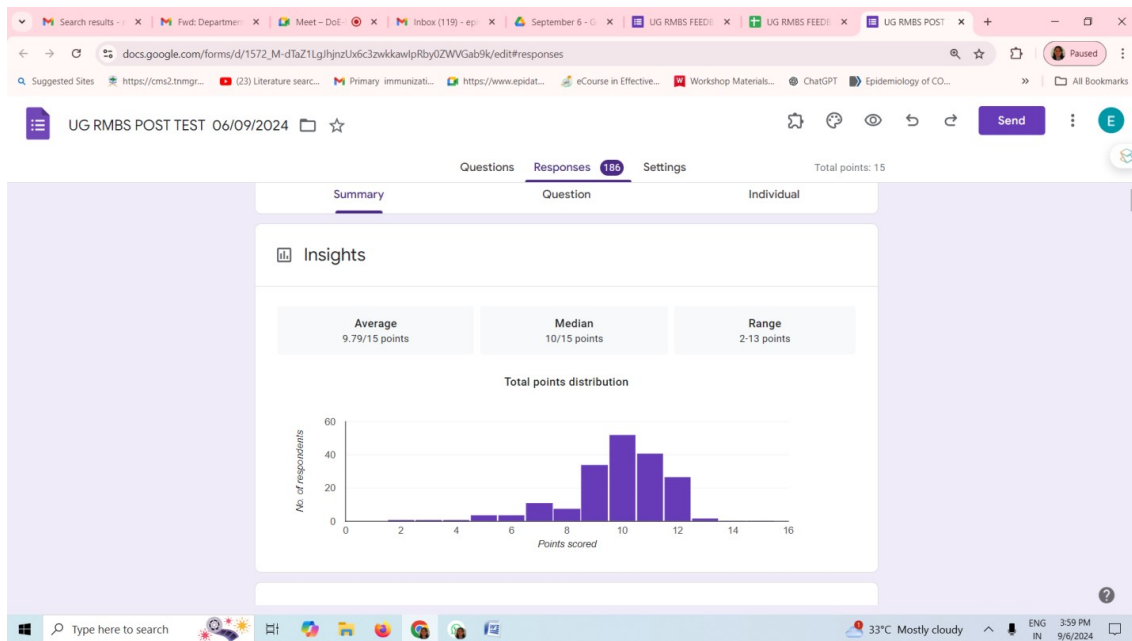 Search results - Fwd: Departmen Meet – DoE- Inbox (119) - epi September 6 - G UG RMBS FEEDB UG RMBS FEEDB UG RMBS POST
docs.google.com/forms/d/1572_M-dTaZ1LgJhjnzUx6c3zwkkawlpRby0ZWVGab9k/edit#responses Paused
Suggested Sites https://cms2.tnmgr... (23) Literature searc... Primary immunizati... https://www.epidat... eCourse in Effective... Workshop Materials... ChatGPT Epidemiology of CO... » All Bookmarks
UG RMBS POST TEST 06/09/2024 Send E
Questions Responses 186 Settings Total points: 15
Summary Question Individual
Insights
Average Median Range
9.79/15 points 10/15 points 2-13 points
Total points distribution
No. of respondents
60
40
20
0
0 2 4 6 8 10 12 14 16
Points scored
Type here to search 33°C Mostly cloudy ENG 3:59 PM
IN 9/6/2024